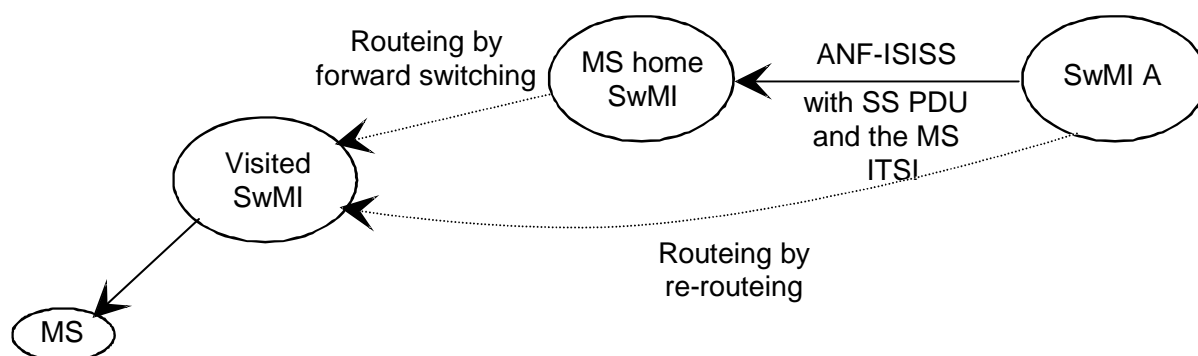 Routeing by
forward switching
MS home
SwMI
ANF-ISISS
with SS PDU
and the MS
ITSI
SwMI A
Visited
SwMI
Routeing by
re-routeing
MS